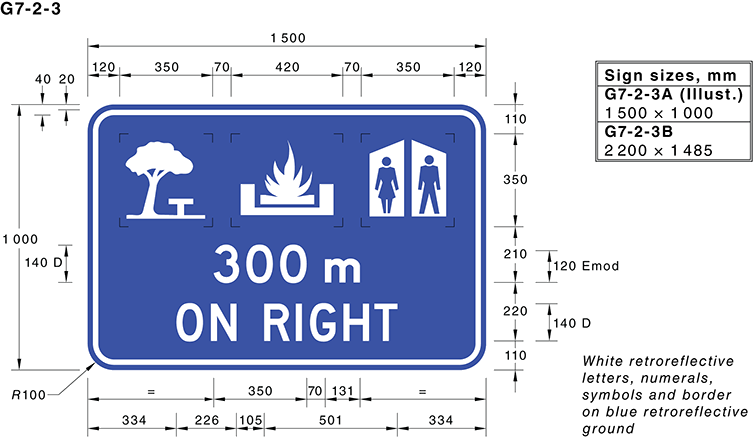 G7-2-3
1 500
120 350 70 420 70 350 120
40 20
Sign sizes, mm
G7-2-3A (Illust.)
1 500 × 1 000
G7-2-3B
2 200 × 1 485
110
350
1 000
140 D
300 m
210
120 Emod
ON RIGHT
220
140 D
110
R100
= 350 70 131 =
334 226 105 501 334
White retroreflective
letters, numerals,
symbols and border
on blue retroreflective
ground